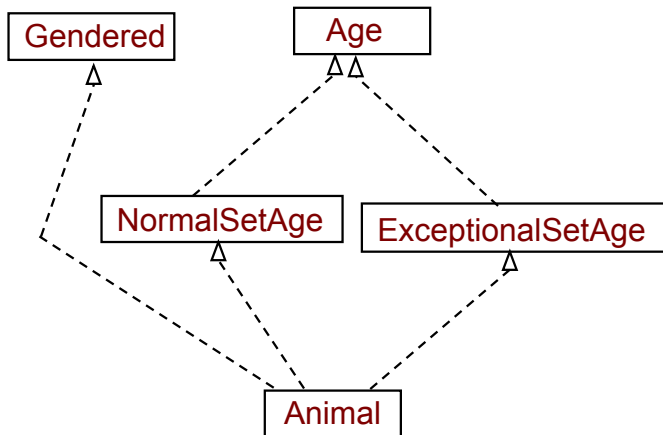 Gendered
Age
NormalSetAge
ExceptionalSetAge
Animal